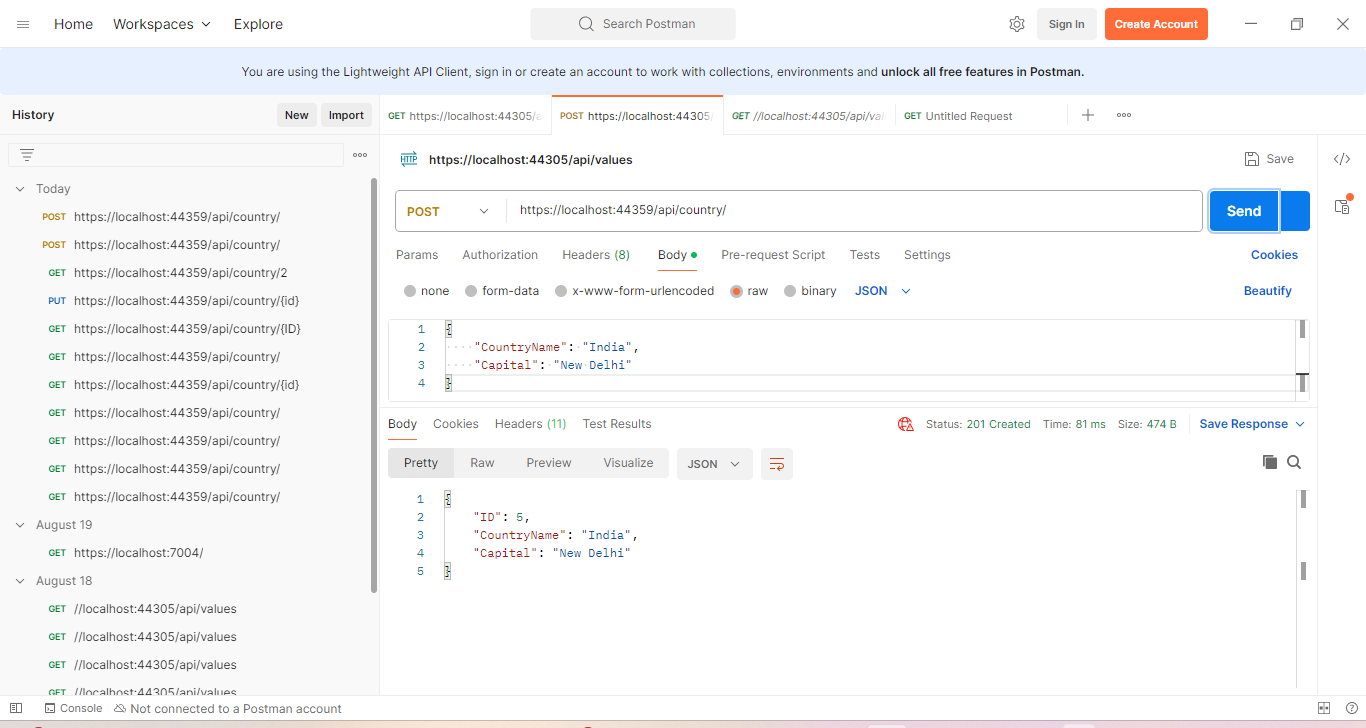 Home Workspaces Explore Search Postman Sign In Create Account
You are using the Lightweight API Client, sign in or create an account to work with collections, environments and unlock all free features in Postman.
History New Import
GET https://localhost:44305/a POST https://localhost:44305/ GET //localhost:44305/api/val GET Untitled Request
HTTP https://localhost:44305/api/values Save
Today
POST https://localhost:44359/api/country/
POST https://localhost:44359/api/country/
GET https://localhost:44359/api/country/2
PUT https://localhost:44359/api/country/{id}
GET https://localhost:44359/api/country/{ID}
GET https://localhost:44359/api/country/
GET https://localhost:44359/api/country/{id}
GET https://localhost:44359/api/country/
GET https://localhost:44359/api/country/
GET https://localhost:44359/api/country/
GET https://localhost:44359/api/country/
August 19
GET https://localhost:7004/
August 18
GET //localhost:44305/api/values
GET //localhost:44305/api/values
GET //localhost:44305/api/values
GET //localhost:44305/api/values
POST https://localhost:44359/api/country/ Send
Params Authorization Headers (8) Body Pre-request Script Tests Settings Cookies
none form-data x-www-form-urlencoded raw binary JSON Beautify
1 {
2 "CountryName": "India",
3 "Capital": "New Delhi"
4 }
Body Cookies Headers (11) Test Results Status: 201 Created Time: 81 ms Size: 474 B Save Response
Pretty Raw Preview Visualize JSON
1 {
2 "ID": 5,
3 "CountryName": "India",
4 "Capital": "New Delhi"
5 }
Console Not connected to a Postman account